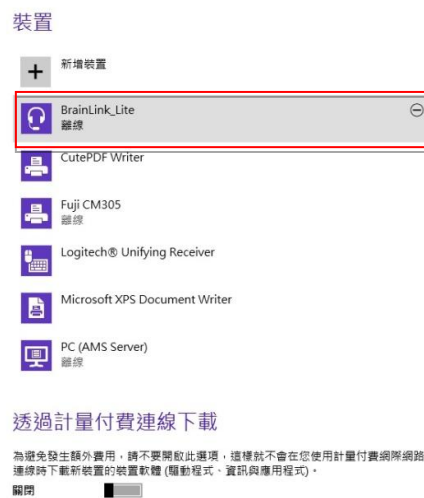 裝置
新增裝置
BrainLink_Lite
離線
CutePDF Writer
Fuji CM305
離線
Logitech® Unifying Receiver
Microsoft XPS Document Writer
PC (AMS Server)
離線
透過計量付費連線下載
為避免發生額外費用，請不要開啟此選項，這樣就不會在您使用計量付費網際網路
連線時下載新裝置的裝置軟體 (驅動程式、資訊與應用程式)。
關閉